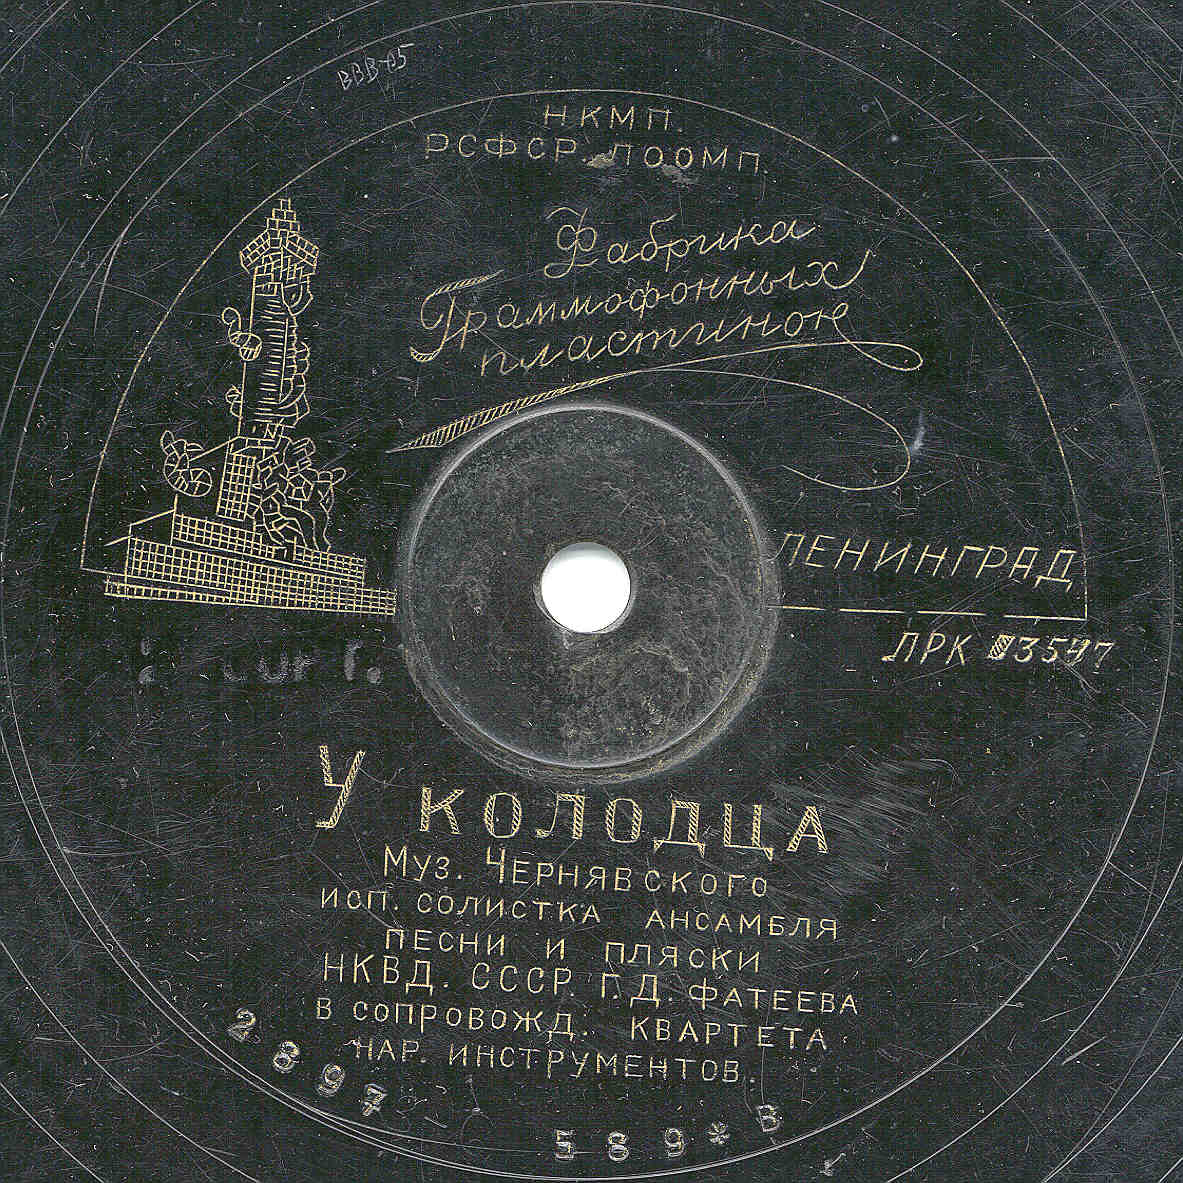 ВВВ-05
НКМП.
РСФСР. ЛООМП.
Фабрика
Граммофонных
пластинок
ЛЕНИНГРАД
ЛРК 03547
У КОЛОДЦА
Муз. ЧЕРНЯВСКОГО
исп. солистка АНСАМБЛЯ
ПЕСНИ И ПЛЯСКИ
НКВД. СССР. Г.Д. ФАТЕЕВА
В СОПРОВОЖД. КВАРТЕТА
НАР. ИНСТРУМЕНТОВ.
2897
589*В